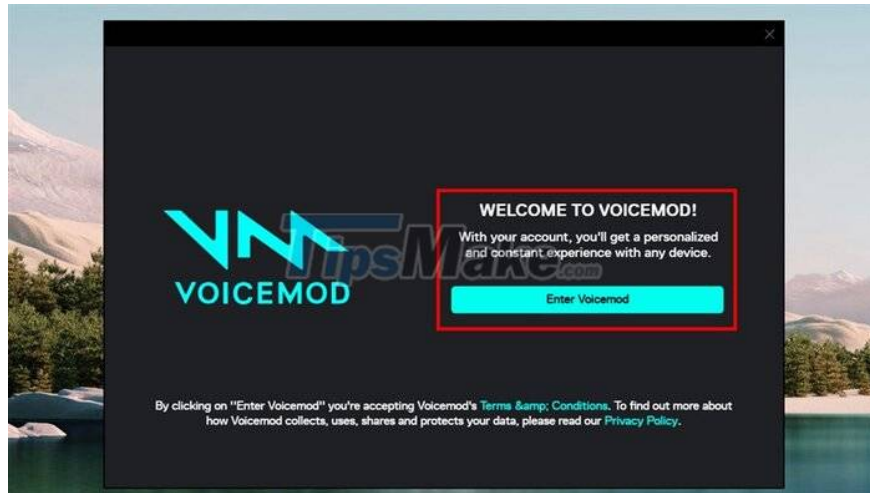 WELCOME TO VOICEMOD!
With your account, you'll get a personalized
and constant experience with any device.
TipsMake.com
VOICEMOD
Enter Voicemod
By clicking on "Enter Voicemod" you're accepting Voicemod's Terms &amp; Conditions. To find out more about
how Voicemod collects, uses, shares and protects your data, please read our Privacy Policy.